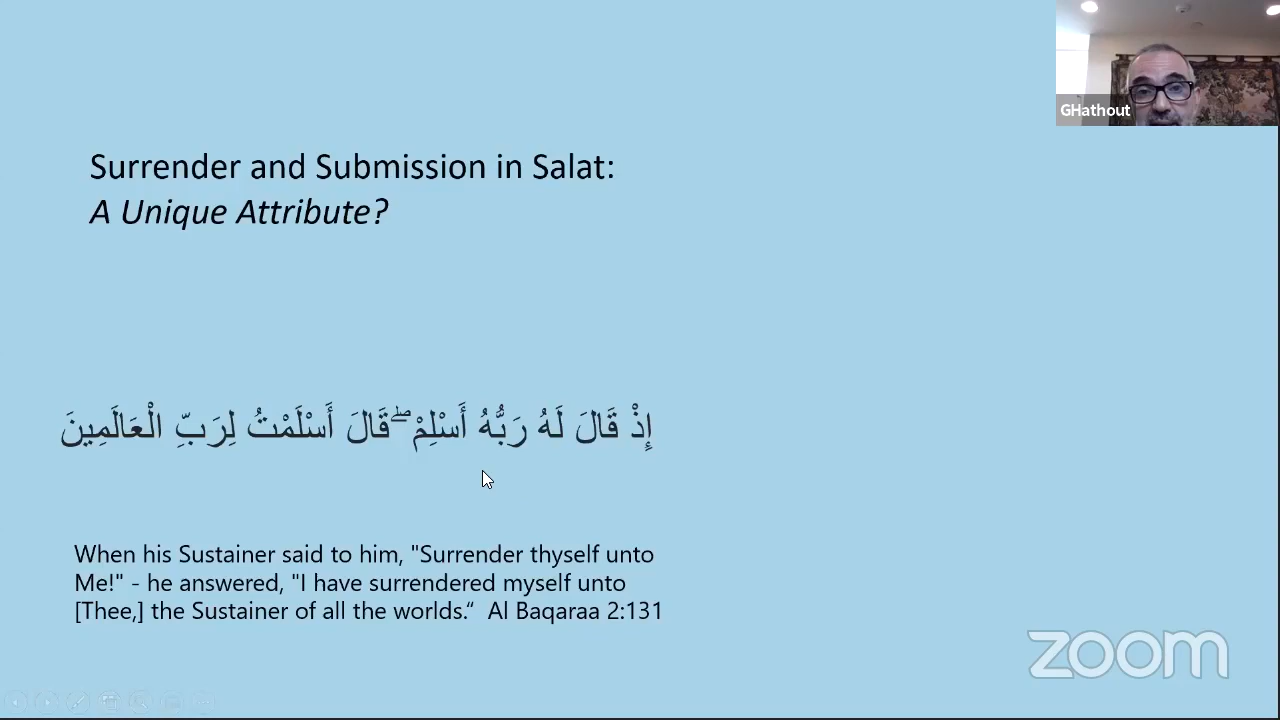 GHathout
Surrender and Submission in Salat:
A Unique Attribute?
إِذْ قَالَ لَهُ رَبُّهُ أَسْلِمْ ۖ قَالَ أَسْلَمْتُ لِرَبِّ الْعَالَمِينَ
When his Sustainer said to him, "Surrender thyself unto
Me!" - he answered, "I have surrendered myself unto
[Thee,] the Sustainer of all the worlds.“ Al Baqaraa 2:131
zoom